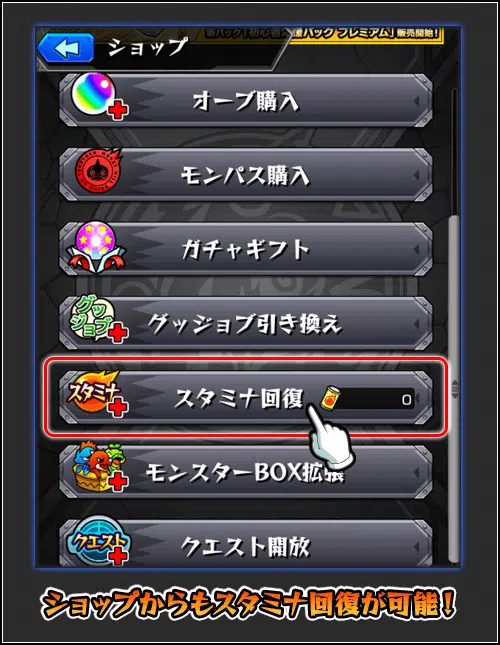 新パック「初心者応援パック プレミアム」販売開始!
ショップ
オーブ購入
モンパス購入
ガチャギフト
グッジョブ
グッジョブ引き換え
スタミナ
スタミナ回復 0
モンスターBOX拡張
クエスト
クエスト開放
ショップからもスタミナ回復が可能!